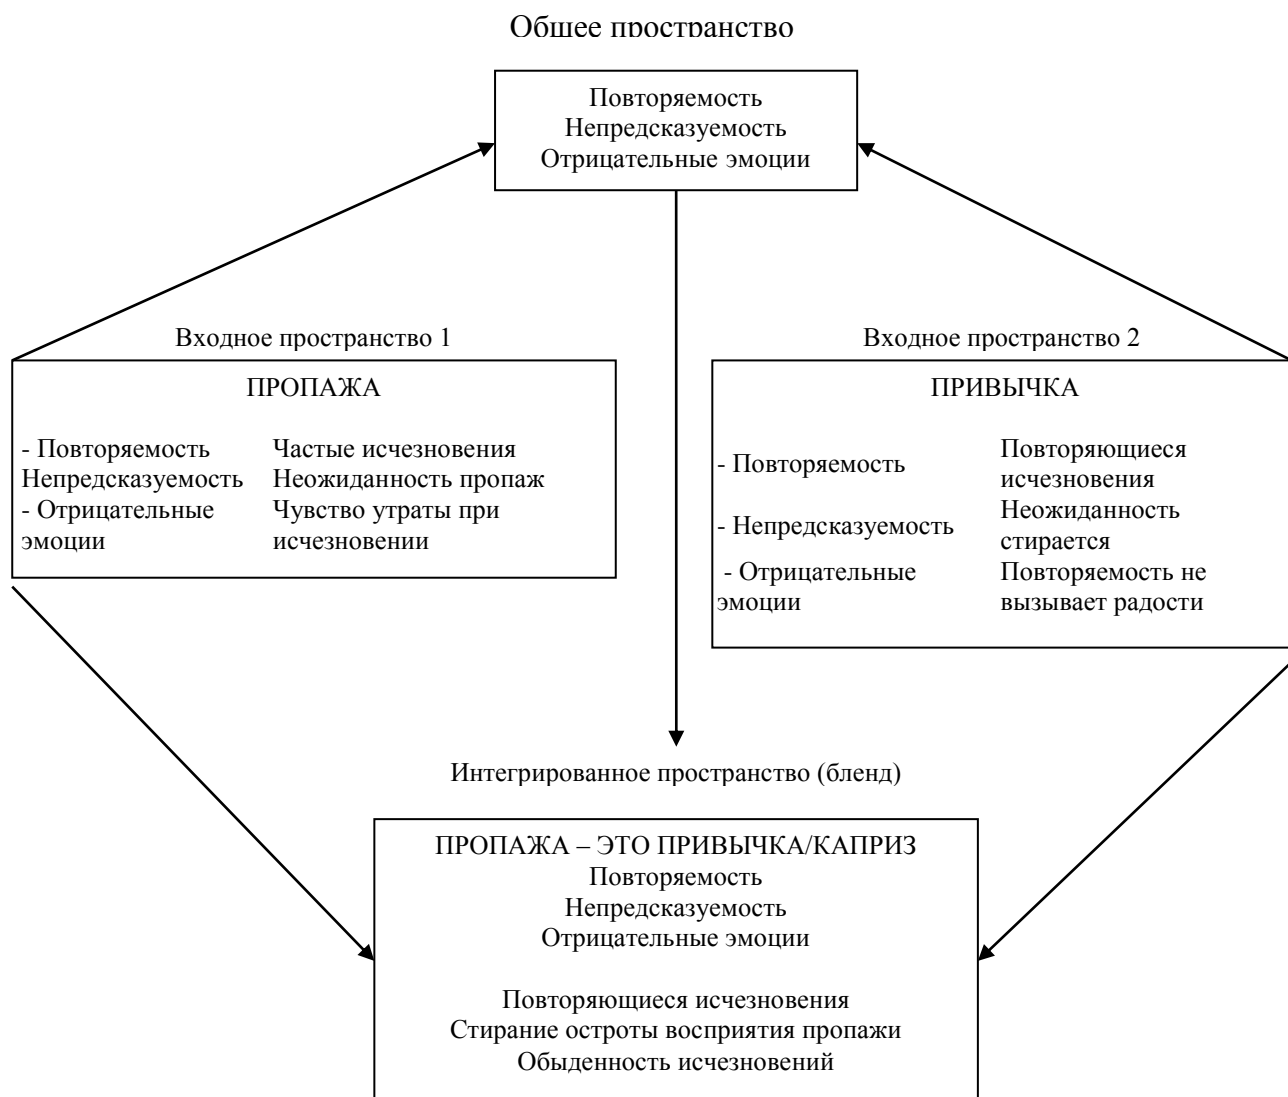 Общее пространство
Повторяемость
Непредсказуемость
Отрицательные эмоции
Входное пространство 1
ПРОПАЖА
- Повторяемость Частые исчезновения
Непредсказуемость Неожиданность пропаж
- Отрицательные Чувство утраты при
эмоции исчезновении
Входное пространство 2
ПРИВЫЧКА
- Повторяемость Повторяющиеся
исчезновения
- Непредсказуемость Неожиданность
стирается
- Отрицательные Повторяемость не
эмоции вызывает радости
Интегрированное пространство (бленд)
ПРОПАЖА – ЭТО ПРИВЫЧКА/КАПРИЗ
Повторяемость
Непредсказуемость
Отрицательные эмоции
Повторяющиеся исчезновения
Стирание остроты восприятия пропажи
Обыденность исчезновений